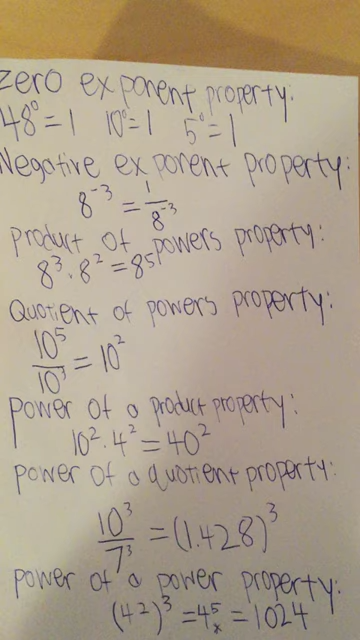 zero exponent property:
48⁰=1 10⁰=1 5⁰=1
Negative exponent property:
8⁻³ = 1/8⁻³
product of powers property:
8³·8²=8⁵
Quotient of powers property:
10⁵/10³ = 10²
power of a product property:
10²·4²=40²
power of a quotient property:
10³/7³ = (1.428)³
power of a power property:
(4²)³=4⁵ₓ=1024